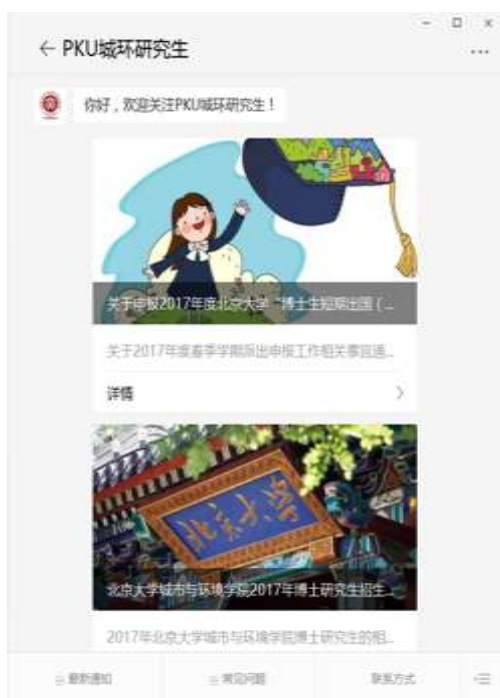 ← PKU城环研究生
你好，欢迎关注PKU城环研究生！
关于申报2017年度北京大学“博士生短期出国（...
关于2017年度春季学期派出申报工作相关事宜通...
详情
北京大学
北京大学城市与环境学院2017年博士研究生招生...
2017年北京大学城市与环境学院博士研究生的相...
最新通知
常见问题
联系方式